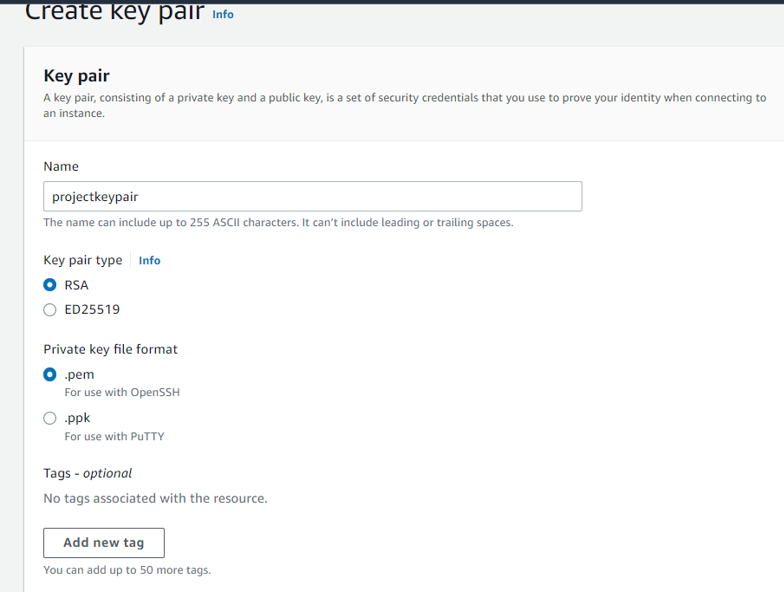 Create key pair Info
Key pair
A key pair, consisting of a private key and a public key, is a set of security credentials that you use to prove your identity when connecting to
an instance.
Name
projectkeypair
The name can include up to 255 ASCII characters. It can’t include leading or trailing spaces.
Key pair type Info
RSA
ED25519
Private key file format
.pem
For use with OpenSSH
.ppk
For use with PuTTY
Tags - optional
No tags associated with the resource.
Add new tag
You can add up to 50 more tags.